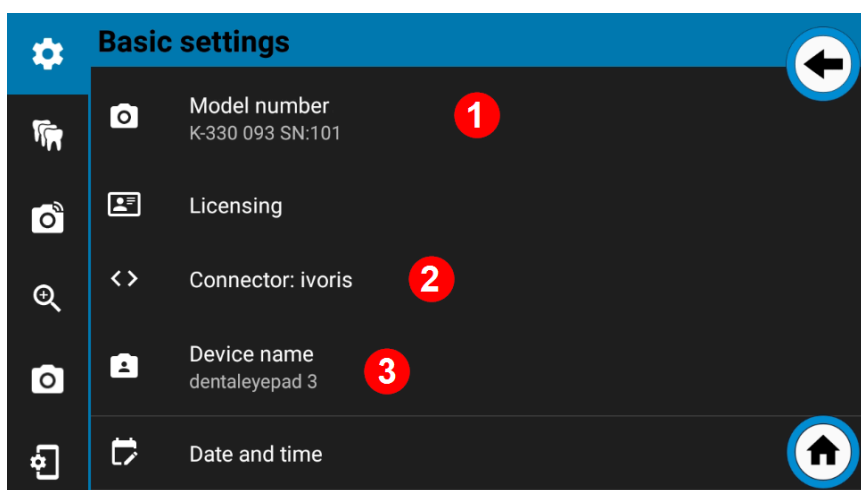 Basic settings
Model number
K-330 093 SN:101
1
Licensing
Connector: ivoris
2
Device name
dentaleyepad 3
3
Date and time